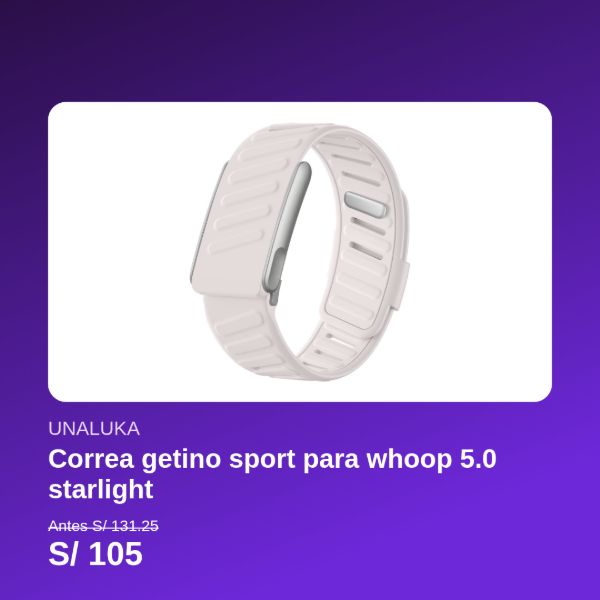 UNALUKA
Correa getino sport para whoop 5.0
starlight
Antes S/ 131.25
S/ 105